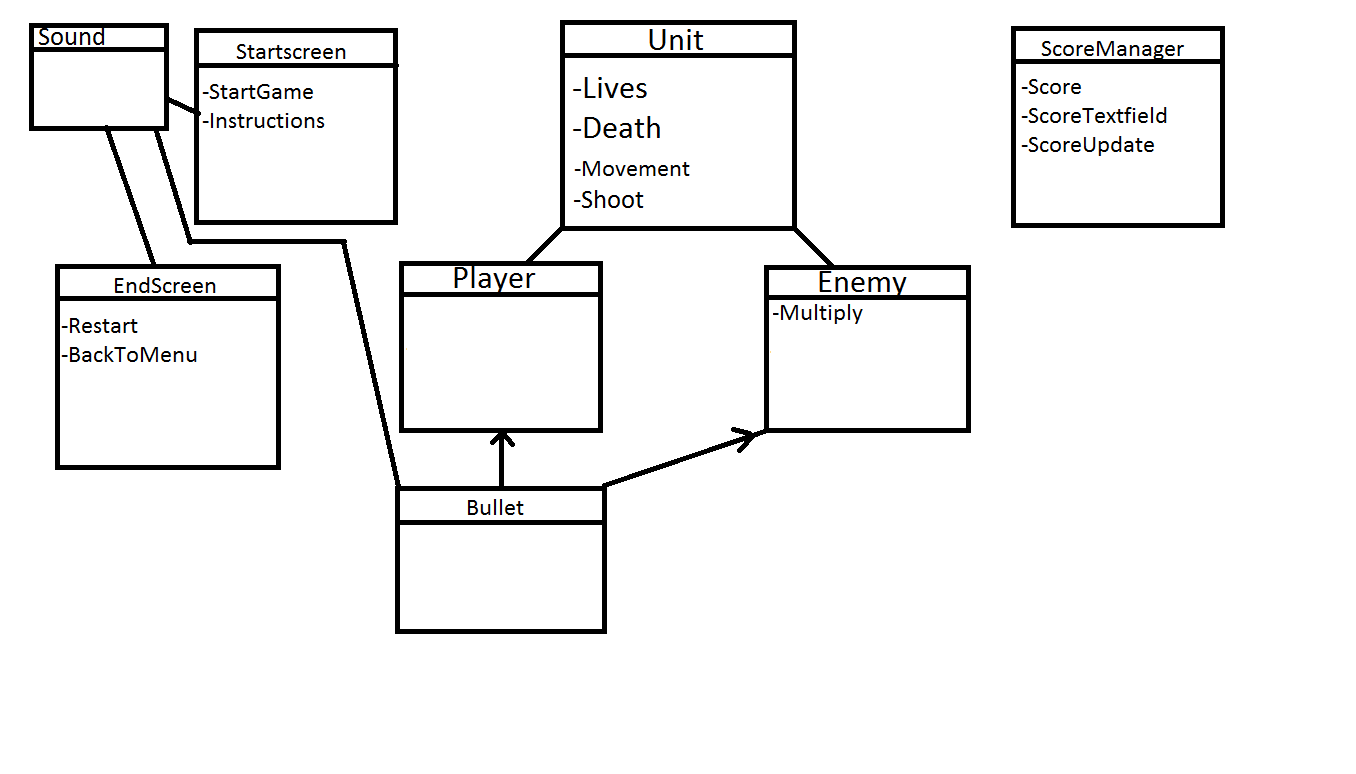 Sound
Startscreen
-StartGame
-Instructions
Unit
-Lives
-Death
-Movement
-Shoot
ScoreManager
-Score
-ScoreTextfield
-ScoreUpdate
EndScreen
-Restart
-BackToMenu
Player
Enemy
-Multiply
Bullet